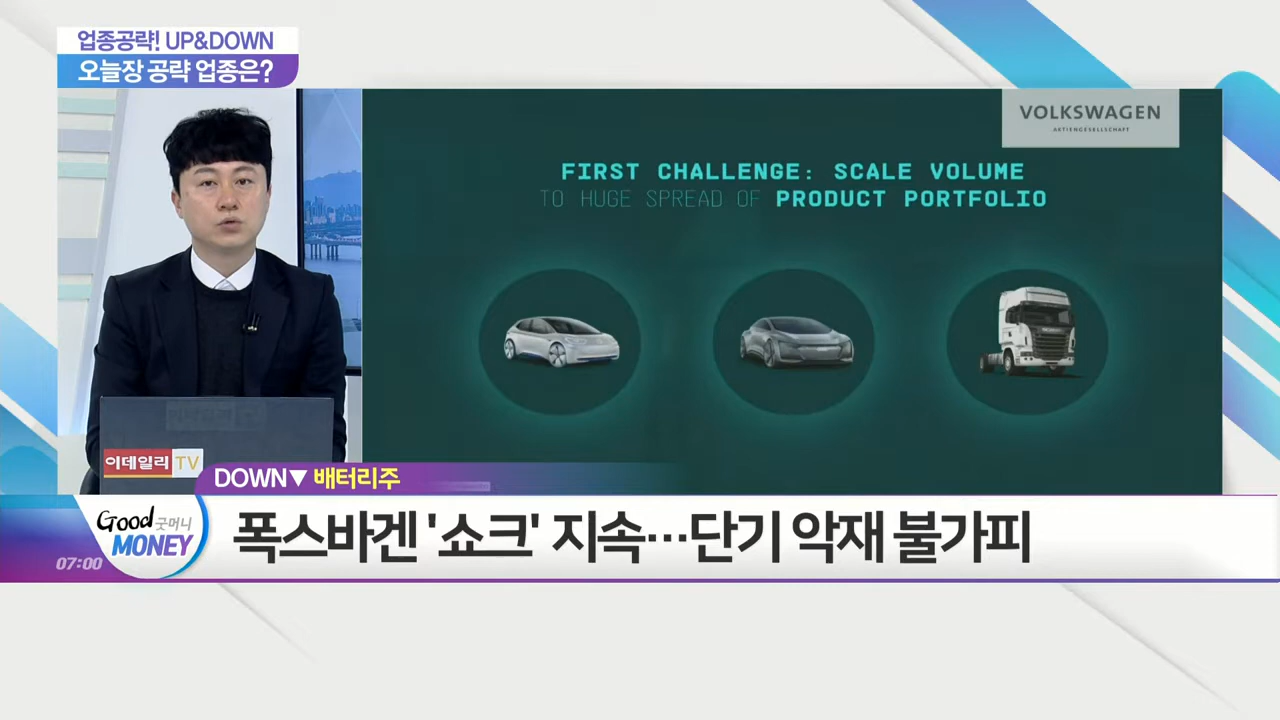 업종공략! UP&DOWN
오늘장 공략 업종은?
VOLKSWAGEN
AKTIENGESELLSCHAFT
FIRST CHALLENGE: SCALE VOLUME
TO HUGE SPREAD OF PRODUCT PORTFOLIO
이데일리TV
DOWN▼ 배터리주
Good 굿머니
MONEY
폭스바겐 '쇼크' 지속…단기 악재 불가피
07:00